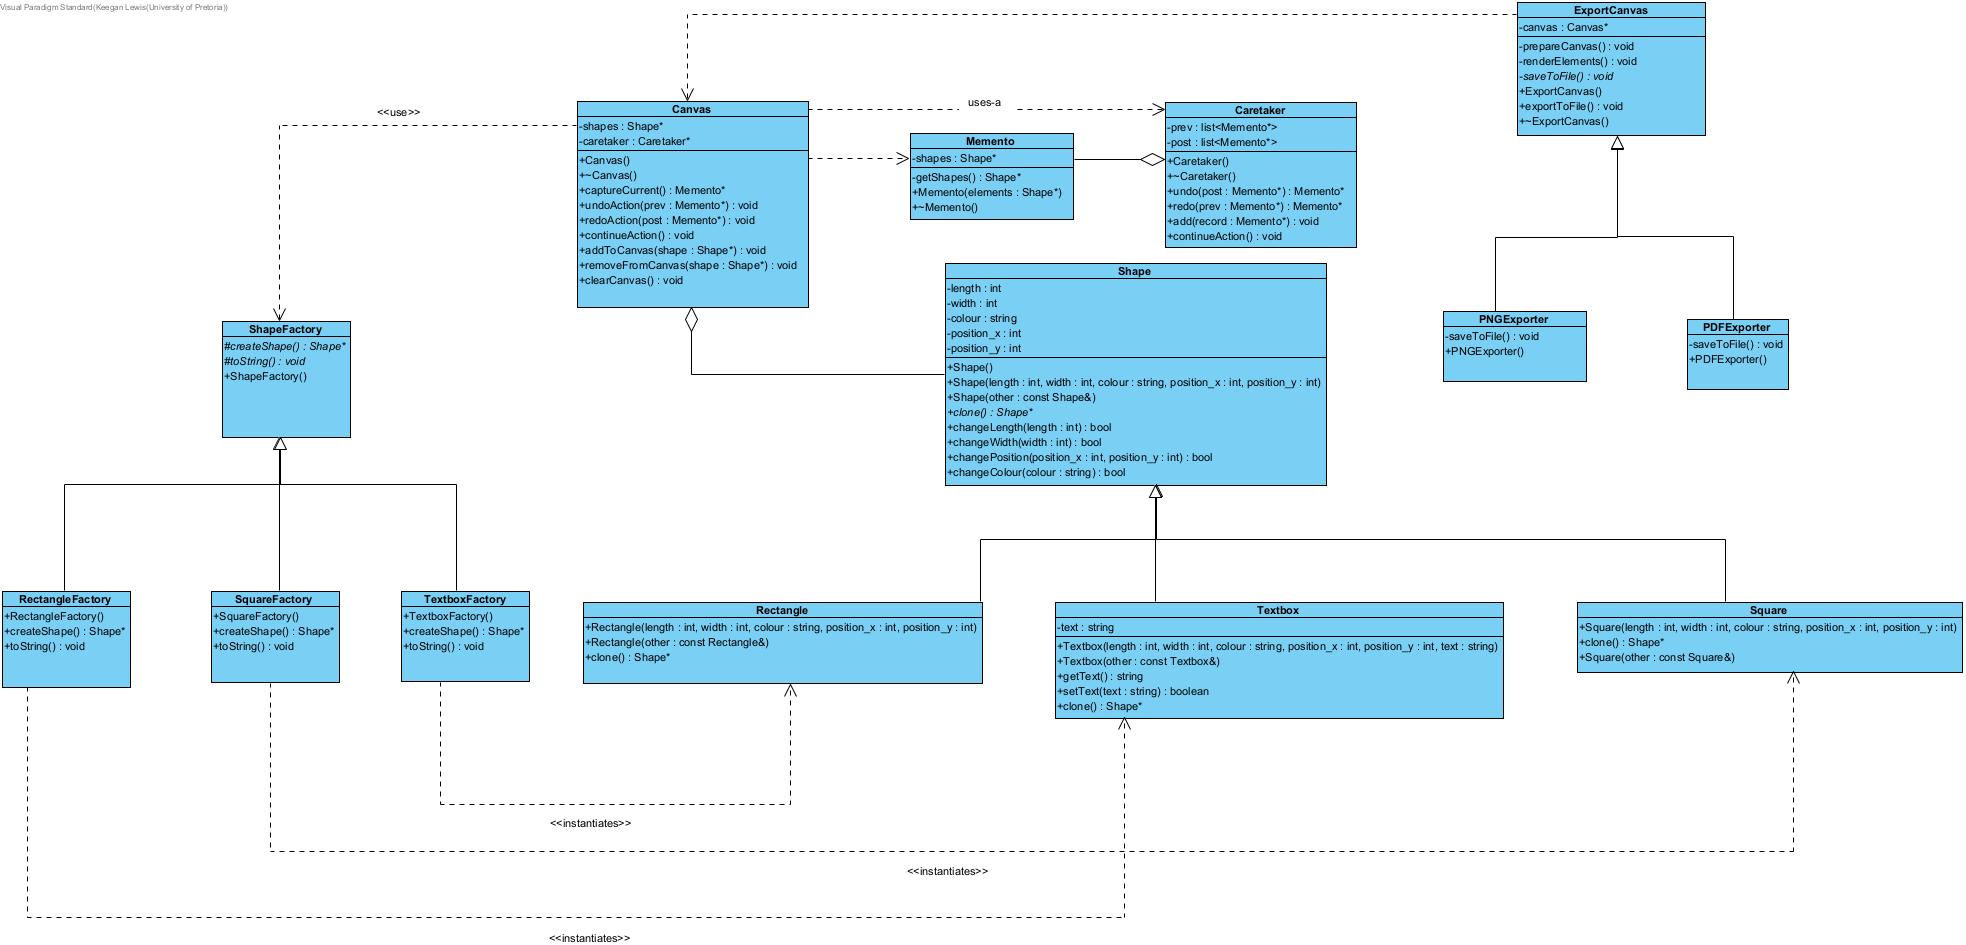 Visual Paradigm Standard(Keegan Lewis(University of Pretoria))
ExportCanvas
-canvas : Canvas*
-prepareCanvas() : void
-renderElements() : void
-saveToFile() : void
+ExportCanvas()
+exportToFile() : void
+~ExportCanvas()
<<use>>
Canvas
-shapes : Shape*
-caretaker : Caretaker*
+Canvas()
+~Canvas()
+captureCurrent() : Memento*
+undoAction(prev : Memento*) : void
+redoAction(post : Memento*) : void
+continueAction() : void
+addToCanvas(shape : Shape*) : void
+removeFromCanvas(shape : Shape*) : void
+clearCanvas() : void
uses-a
Memento
-shapes : Shape*
-getShapes() : Shape*
+Memento(elements : Shape*)
+~Memento()
Caretaker
-prev : list<Memento*>
-post : list<Memento*>
+Caretaker()
+~Caretaker()
+undo(post : Memento*) : Memento*
+redo(prev : Memento*) : Memento*
+add(record : Memento*) : void
+continueAction() : void
Shape
-length : int
-width : int
-colour : string
-position_x : int
-position_y : int
+Shape()
+Shape(length : int, width : int, colour : string, position_x : int, position_y : int)
+Shape(other : const Shape&)
+clone() : Shape*
+changeLength(length : int) : bool
+changeWidth(width : int) : bool
+changePosition(position_x : int, position_y : int) : bool
+changeColour(colour : string) : bool
PNGExporter
-saveToFile() : void
+PNGExporter()
PDFExporter
-saveToFile() : void
+PDFExporter()
ShapeFactory
#createShape() : Shape*
#toString() : void
+ShapeFactory()
RectangleFactory
+RectangleFactory()
+createShape() : Shape*
+toString() : void
SquareFactory
+SquareFactory()
+createShape() : Shape*
+toString() : void
TextboxFactory
+TextboxFactory()
+createShape() : Shape*
+toString() : void
Rectangle
+Rectangle(length : int, width : int, colour : string, position_x : int, position_y : int)
+Rectangle(other : const Rectangle&)
+clone() : Shape*
Textbox
-text : string
+Textbox(length : int, width : int, colour : string, position_x : int, position_y : int, text : string)
+Textbox(other : const Textbox&)
+getText() : string
+setText(text : string) : boolean
+clone() : Shape*
Square
+Square(length : int, width : int, colour : string, position_x : int, position_y : int)
+clone() : Shape*
+Square(other : const Square&)
<<instantiates>>
<<instantiates>>
<<instantiates>>